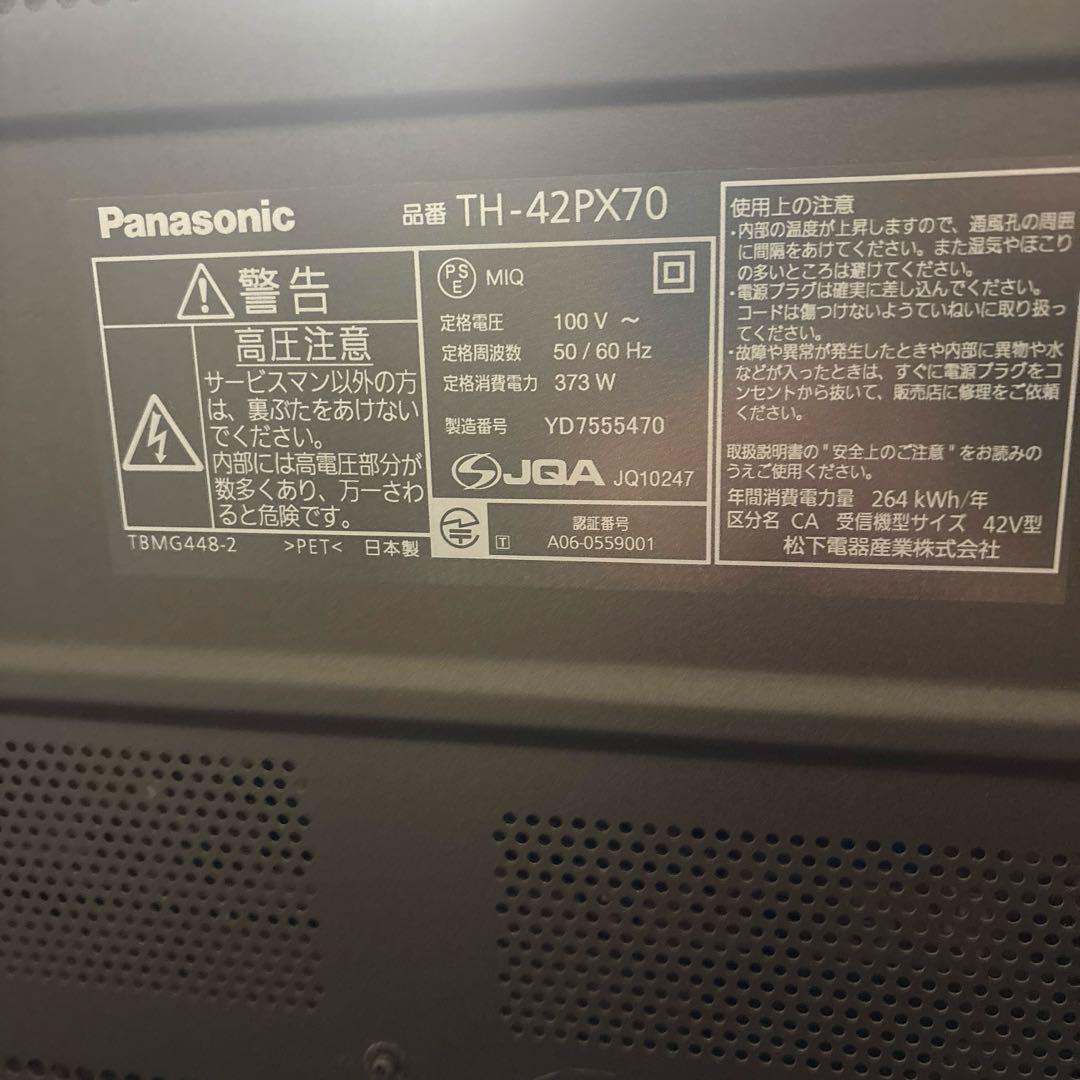 Panasonic
品番 TH-42PX70
警告
高圧注意
サービスマン以外の方
は、裏ぶたをあけない
でください。
内部には高電圧部分が
数多くあり、万一さわ
ると危険です。
TBMG448-2 >PET< 日本製
PS
E
MIQ
定格電圧 100 V ~
定格周波数 50 / 60 Hz
定格消費電力 373 W
製造番号 YD7555470
JQA JQ10247
認証番号
T A06-0559001
使用上の注意
・内部の温度が上昇しますので、通風孔の周囲
に間隔をあけてください。また湿気やほこり
の多いところは避けてください。
・電源プラグは確実に差し込んでください。
コードは傷つけないようていねいに取り扱っ
てください。
・故障や異常が発生したときや内部に異物や水
などが入ったときは、すぐに電源プラグをコ
ンセントから抜いて、販売店に修理をご依頼
ください。
取扱説明書の"安全上のご注意"をお読みの
うえご使用ください。
年間消費電力量 264 kWh/年
区分名 CA 受信機型サイズ 42V型
松下電器産業株式会社